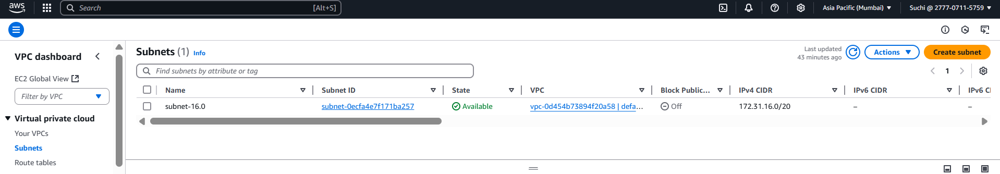 aws Search [Alt+S] Asia Pacific (Mumbai) Suchi @ 2777-0711-5759
VPC dashboard
EC2 Global View
Filter by VPC
Virtual private cloud
Your VPCs
Subnets
Route tables
Subnets (1) Info
Last updated
43 minutes ago
Actions
Create subnet
Find subnets by attribute or tag
1
Name Subnet ID State VPC Block Public... IPv4 CIDR IPv6 CIDR IPv6 CI
subnet-16.0 subnet-0ecfa4e7f171ba257 Available vpc-0d454b73894f20a58 | defa... Off 172.31.16.0/20 – –